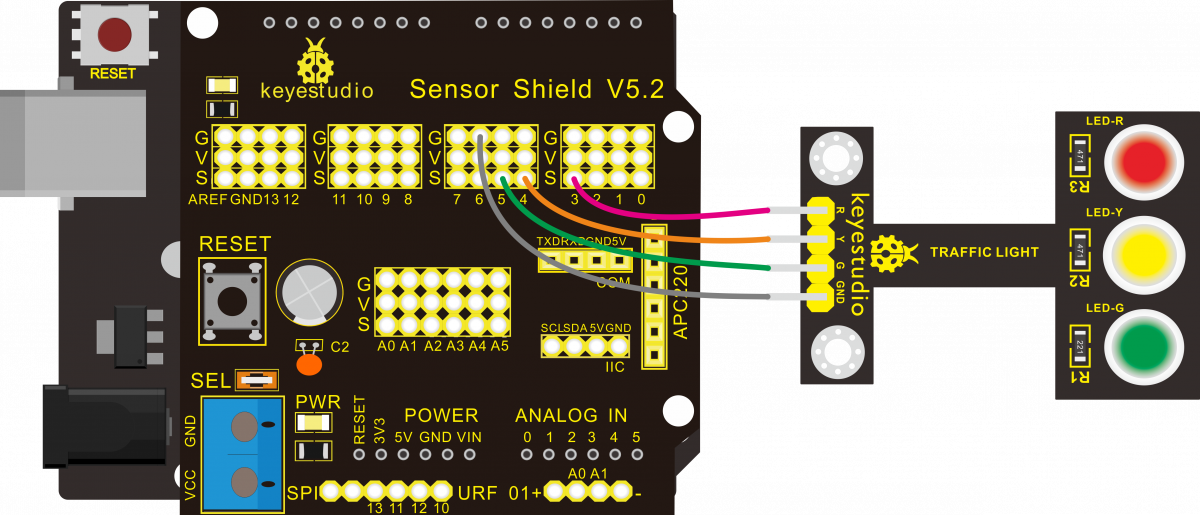 RESET
keyestudio
Sensor Shield V5.2
G G G G
V V V V
S S S S
AREF GND 13 12
11 10 9 8
7 6 5 4
3 2 1 0
RESET
TXD RXD GND 5V
COM
APC220
G
V
S
A0 A1 A2 A3 A4 A5
SCL SDA 5V GND
IIC
C2
SEL
PWR
GND
VCC
RESET
3V3
POWER
5V GND VIN
ANALOG IN
0 1 2 3 4 5
A0 A1
SPI
13 11 12 10
URF 01+ -
R
Y
G
GND
keyestudio
TRAFFIC LIGHT
LED-R
471
R3
LED-Y
471
R2
LED-G
221
R1